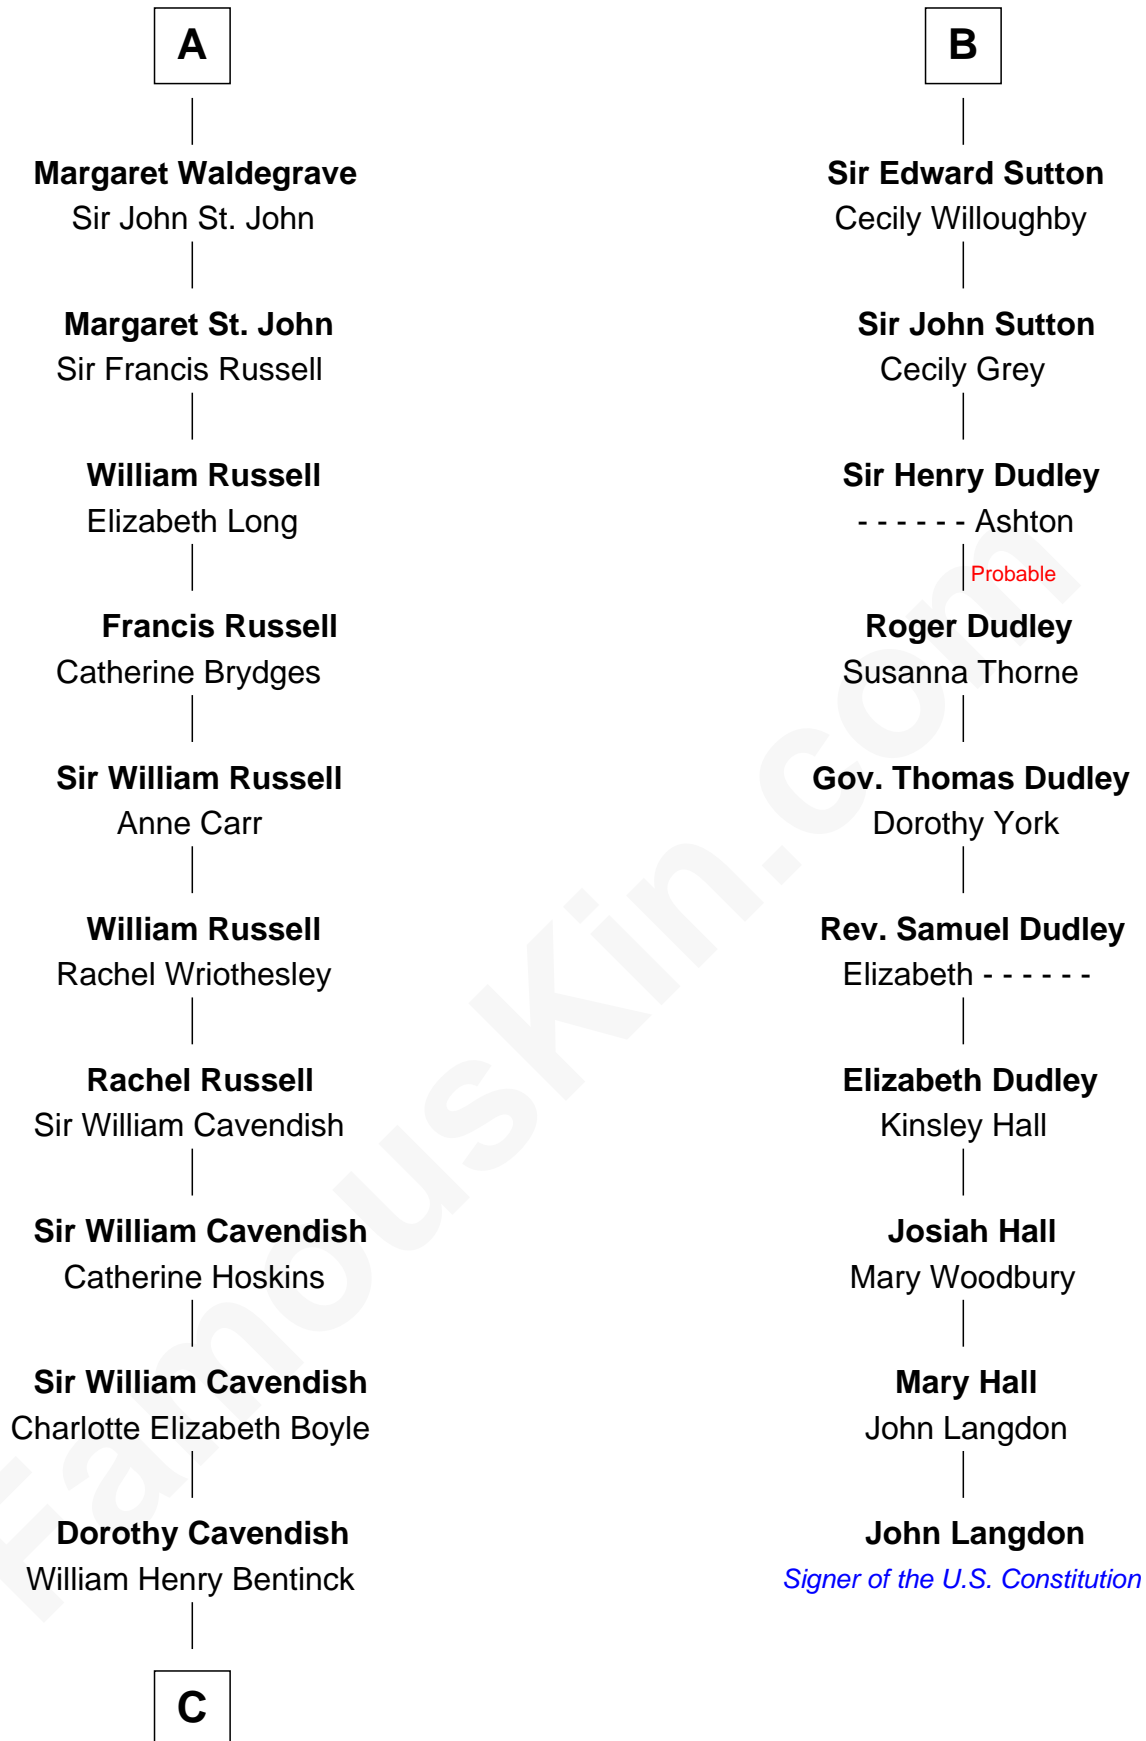 A
Margaret Waldegrave
Sir John St. John
Margaret St. John
Sir Francis Russell
William Russell
Elizabeth Long
Francis Russell
Catherine Brydges
Sir William Russell
Anne Carr
William Russell
Rachel Wriothesley
Rachel Russell
Sir William Cavendish
Sir William Cavendish
Catherine Hoskins
Sir William Cavendish
Charlotte Elizabeth Boyle
Dorothy Cavendish
William Henry Bentinck
C
B
Sir Edward Sutton
Cecily Willoughby
Sir John Sutton
Cecily Grey
Sir Henry Dudley
- - - - - - Ashton
Probable
Roger Dudley
Susanna Thorne
Gov. Thomas Dudley
Dorothy York
Rev. Samuel Dudley
Elizabeth - - - - - -
Elizabeth Dudley
Kinsley Hall
Josiah Hall
Mary Woodbury
Mary Hall
John Langdon
John Langdon
Signer of the U.S. Constitution
FamousKin.com